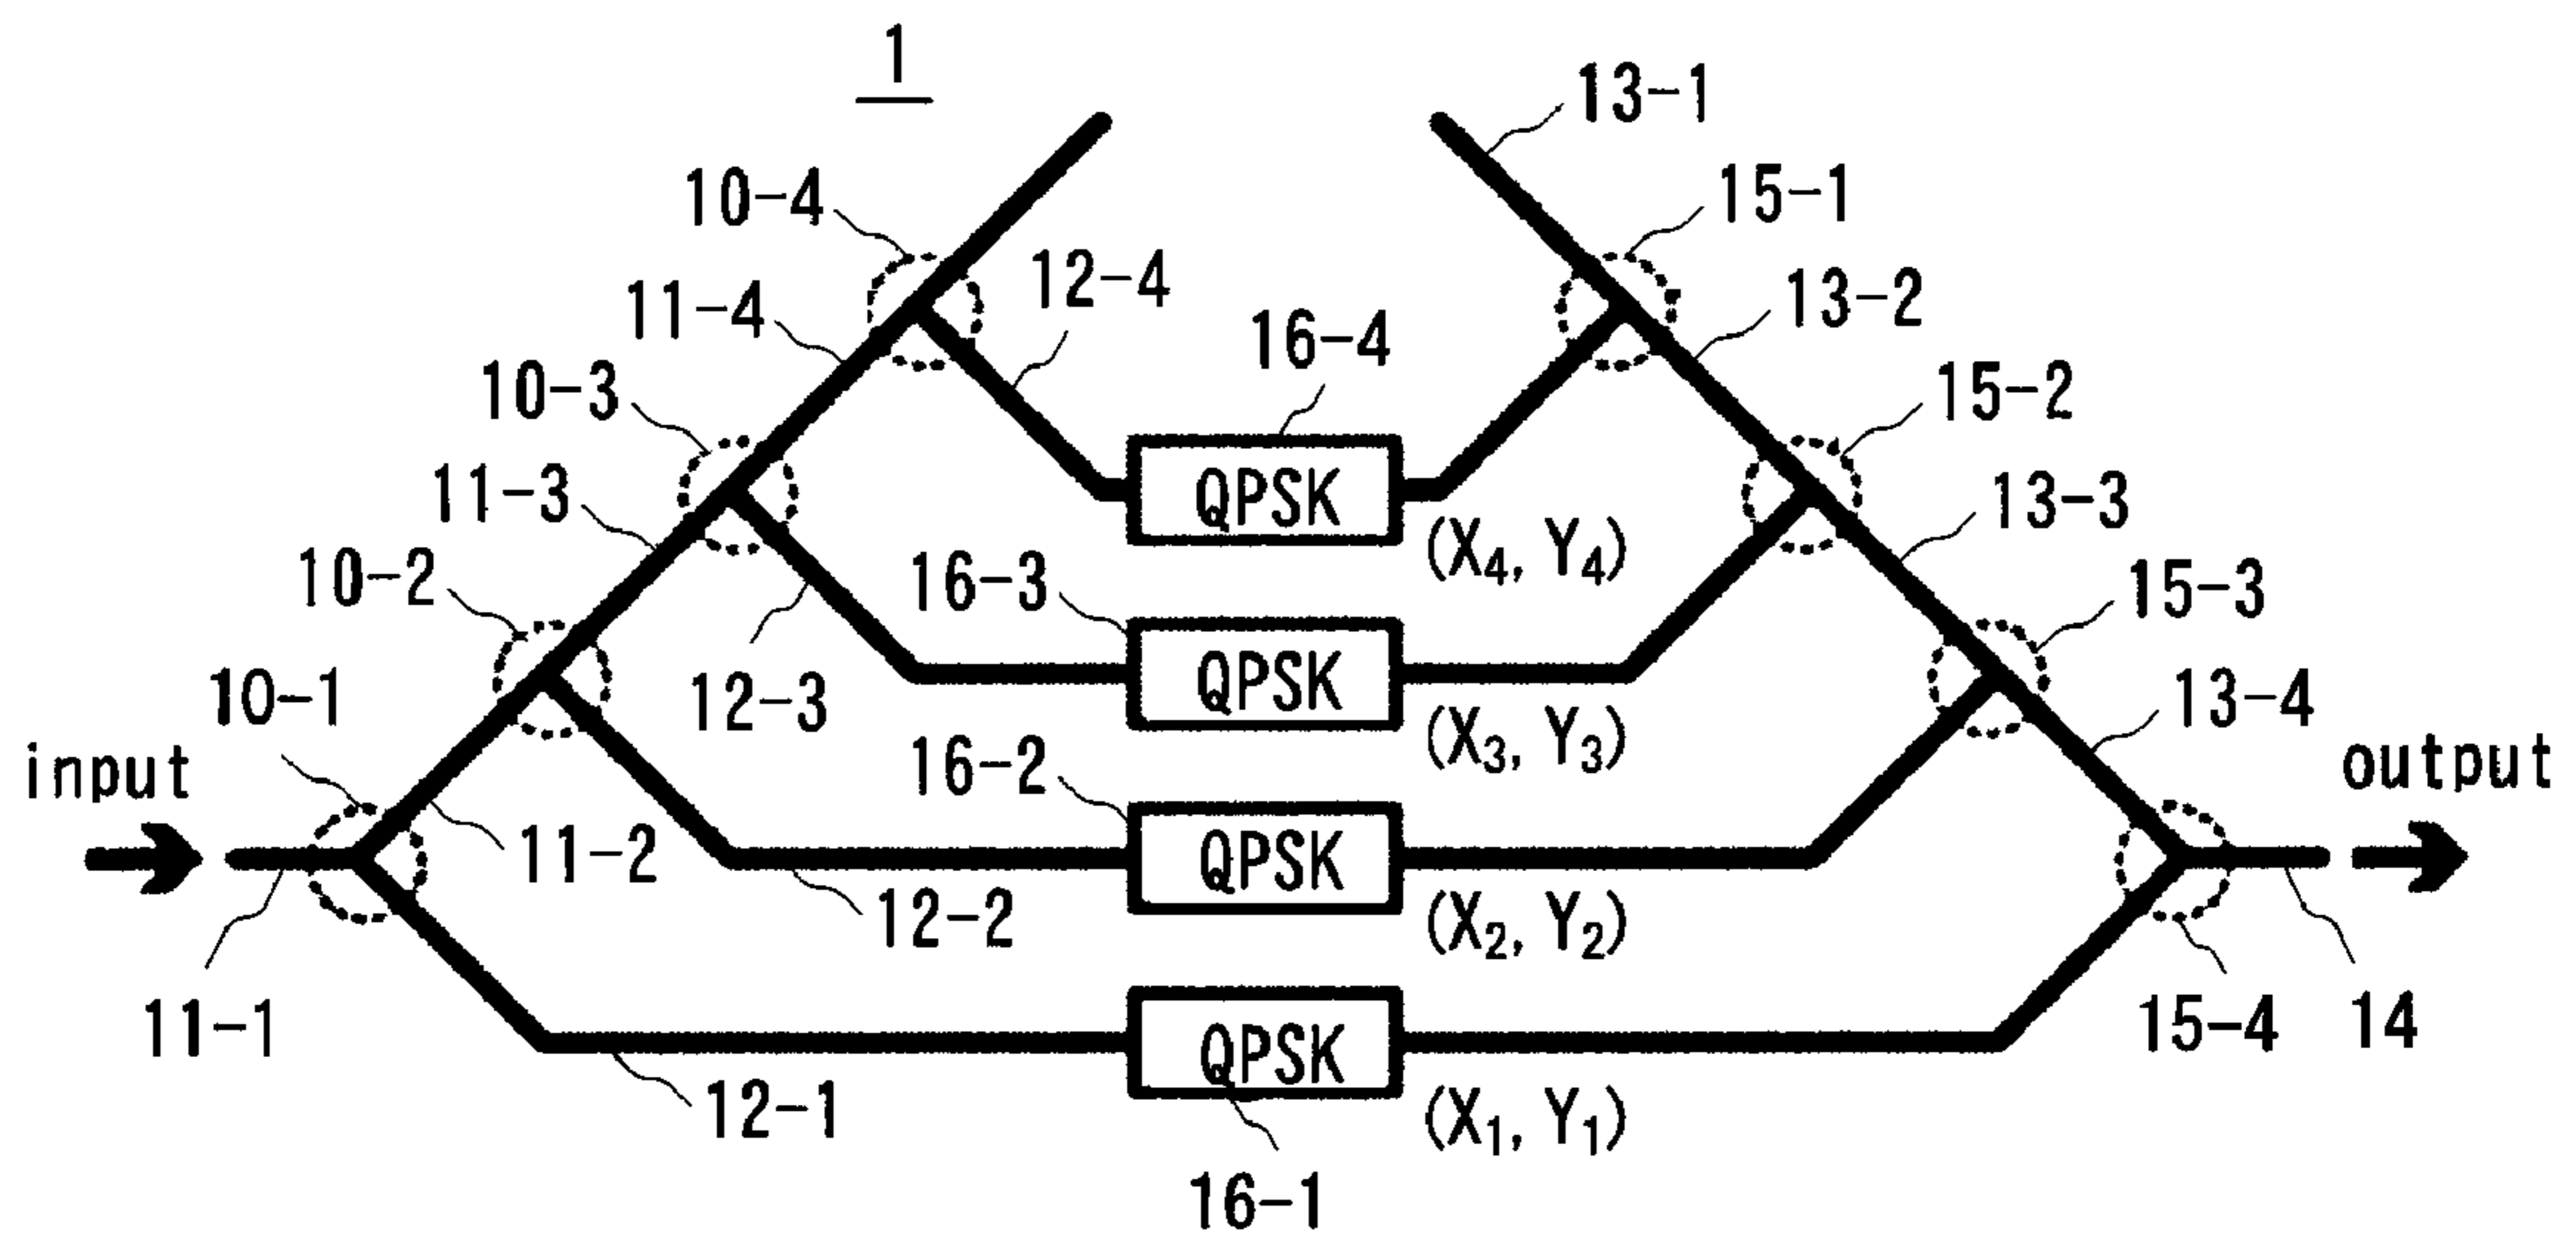 1
13-1
10-4
15-1
12-4
13-2
11-4
16-4
10-3
15-2
QPSK
11-3
13-3
(X4, Y4)
10-2
16-3
15-3
QPSK
10-1
12-3
13-4
(X3, Y3)
input
16-2
output
11-2
QPSK
12-2
(X2, Y2)
11-1
15-4
14
QPSK
12-1
(X1, Y1)
16-1